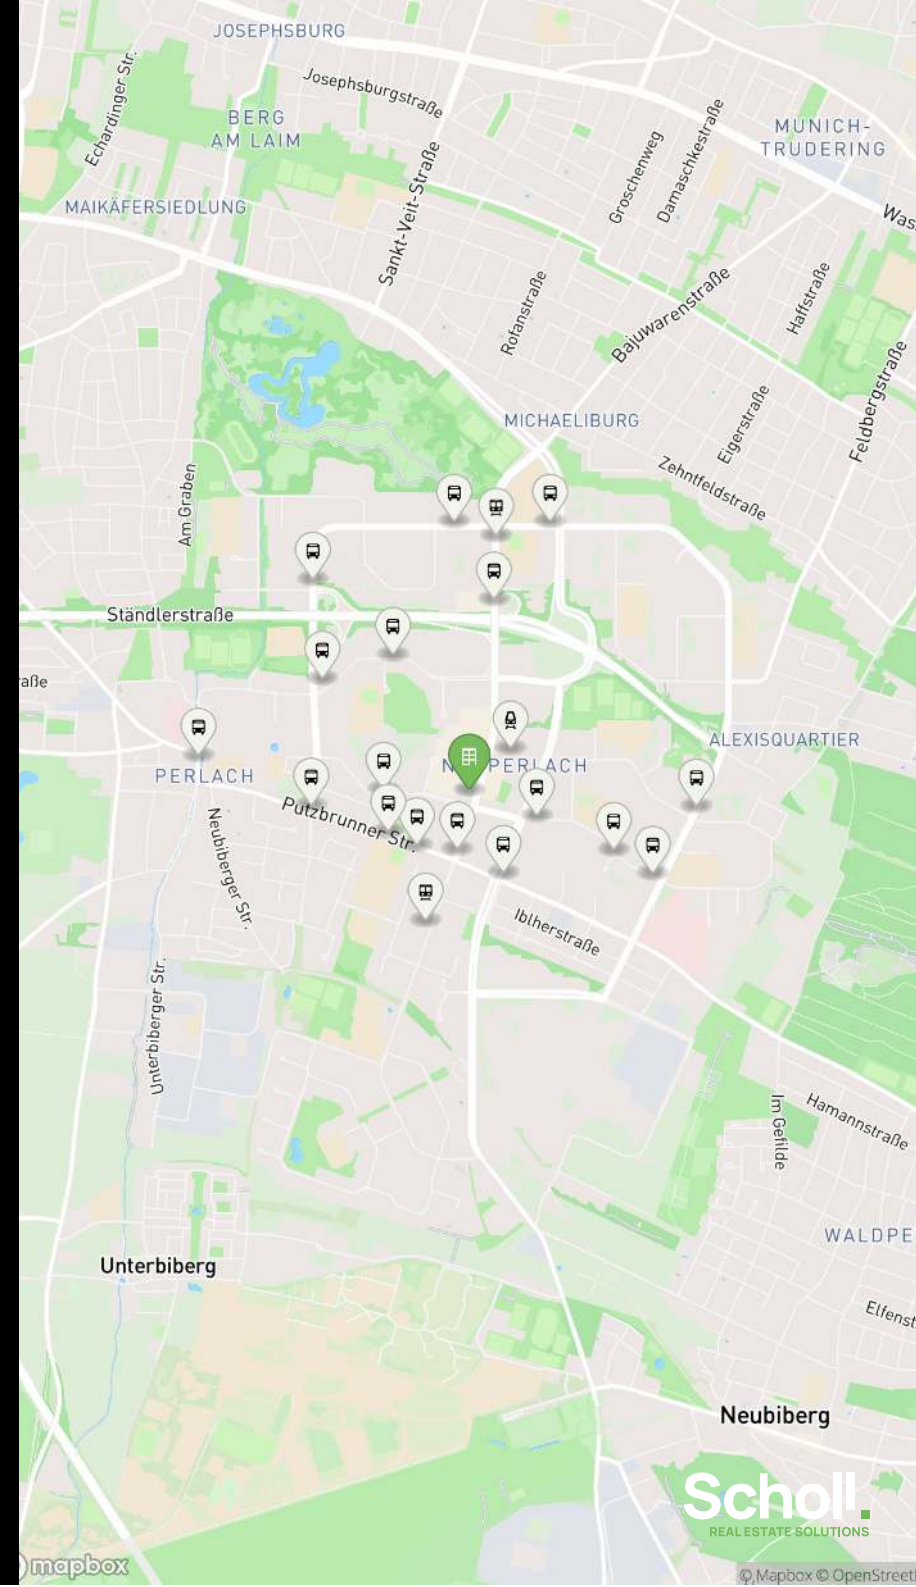 JOSEPHSBURG
Josephsburgstraße
Echardinger Str.
BERG
AM LAIM
Sankt-Veit-Straße
Groschenweg
Damaschkestraße
MUNICH-
TRUDERING
MAIKÄFERSIEDLUNG
Was
Rofanstraße
Bajuwarenstraße
Haffstraße
Feldbergstraße
MICHAELIBURG
Eigerstraße
Zehntfeldstraße
Am Graben
Ständlerstraße
aße
ALEXISQUARTIER
PERLACH
N PERLACH
Putzbrunner Str.
Neubiberger Str.
Iblherstraße
Unterbiberger Str.
Im Gefilde
Hamannstraße
WALDPE
Unterbiberg
Elfenst
Neubiberg
Scholl.
REAL ESTATE SOLUTIONS
mapbox
© Mapbox © OpenStreet